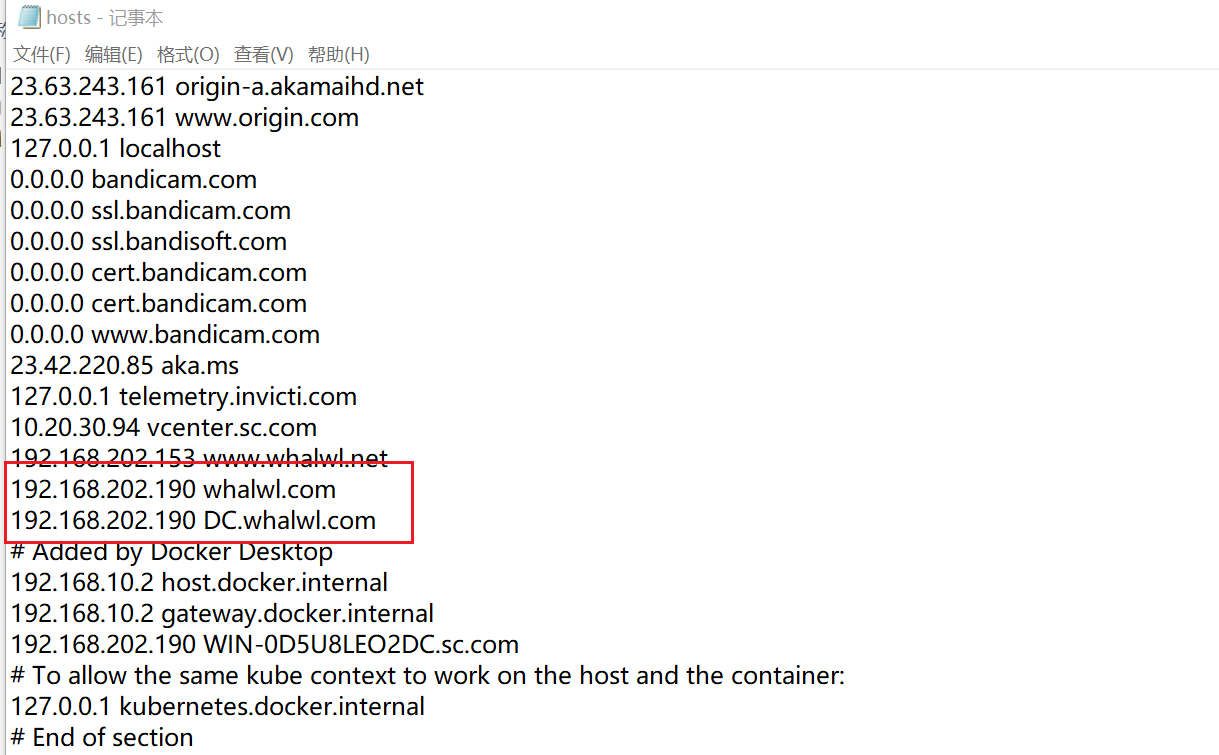 hosts - 记事本
文件(F) 编辑(E) 格式(O) 查看(V) 帮助(H)
23.63.243.161 origin-a.akamaihd.net
23.63.243.161 www.origin.com
127.0.0.1 localhost
0.0.0.0 bandicam.com
0.0.0.0 ssl.bandicam.com
0.0.0.0 ssl.bandisoft.com
0.0.0.0 cert.bandicam.com
0.0.0.0 cert.bandicam.com
0.0.0.0 www.bandicam.com
23.42.220.85 aka.ms
127.0.0.1 telemetry.invicti.com
10.20.30.94 vcenter.sc.com
192.168.202.153 www.whalwl.net
192.168.202.190 whalwl.com
192.168.202.190 DC.whalwl.com
# Added by Docker Desktop
192.168.10.2 host.docker.internal
192.168.10.2 gateway.docker.internal
192.168.202.190 WIN-0D5U8LEO2DC.sc.com
# To allow the same kube context to work on the host and the container:
127.0.0.1 kubernetes.docker.internal
# End of section